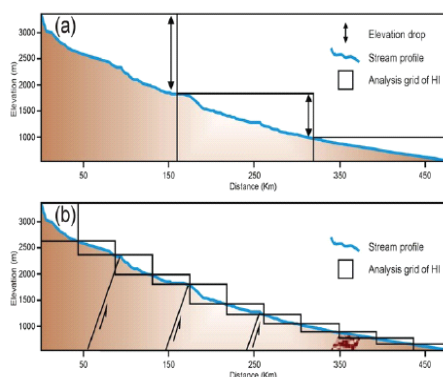 (a)
Elevation drop
Stream profile
Analysis grid of HI
Elevation (m)
3000
2500
2000
1500
1000
50
150
250
350
450
Distance (Km)
(b)
Stream profile
Analysis grid of HI
Elevation (m)
3000
2500
2000
1500
1000
50
150
250
350
450
Distance (Km)